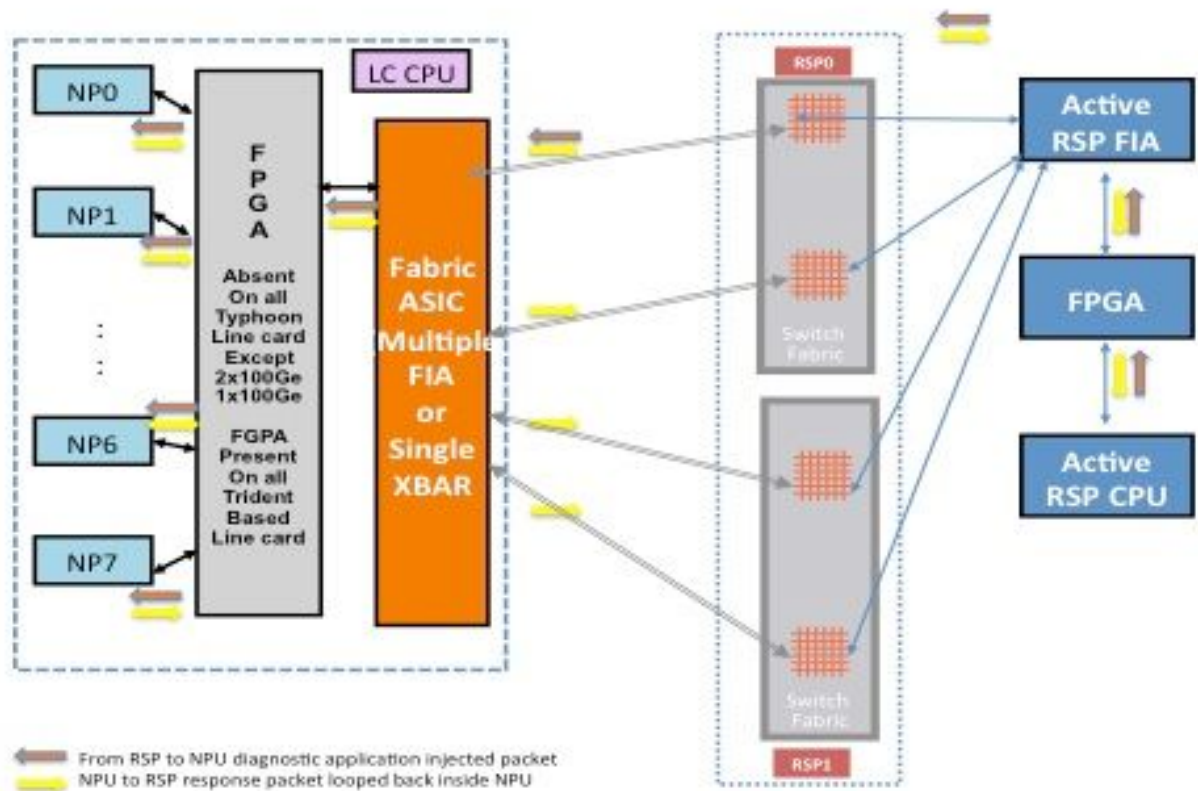 RSP0
LC CPU
NP0
NP1
NP6
NP7
F
P
G
A
Absent
On all
Typhoon
Line card
Except
2x100Ge
1x100Ge
FGPA
Present
On all
Trident
Based
Line card
Fabric
ASIC
(Multiple
FIA
or
Single
XBAR
Switch
Fabric
Switch
Fabric
RSP1
Active
RSP FIA
FPGA
Active
RSP CPU
From RSP to NPU diagnostic application injected packet
NPU to RSP response packet looped back inside NPU